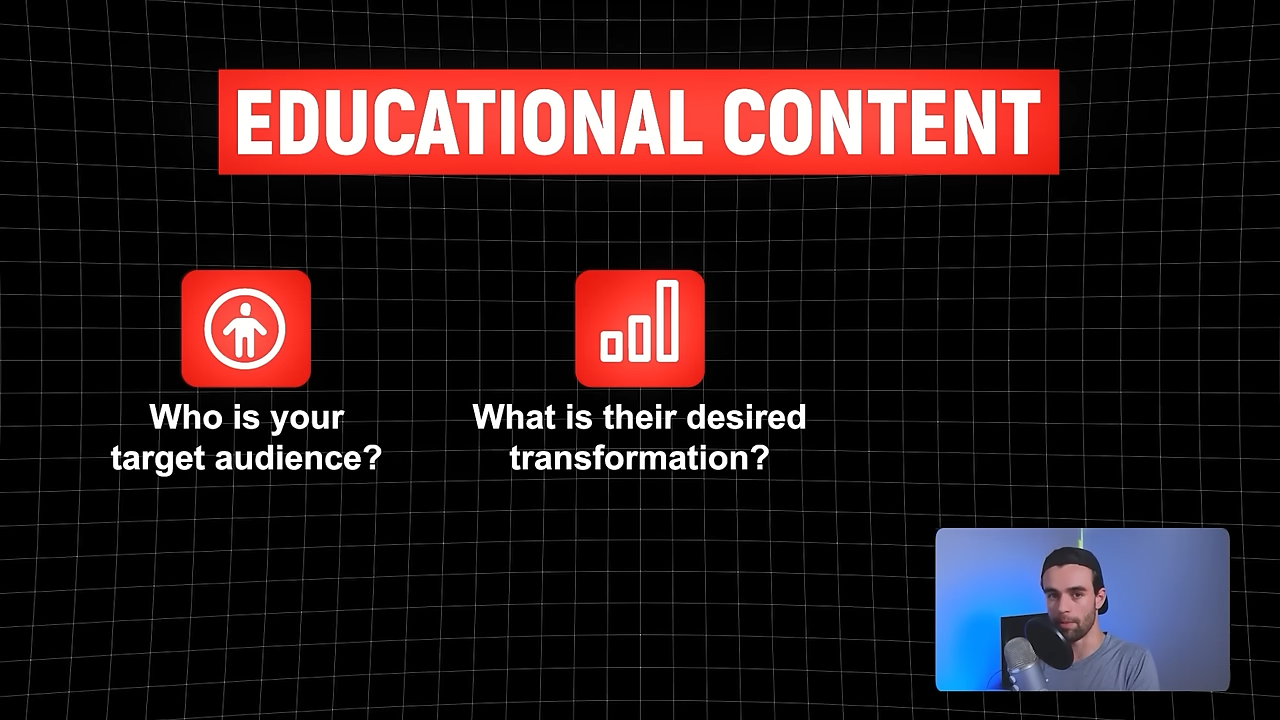 EDUCATIONAL CONTENT
Who is your
target audience?
What is their desired
transformation?